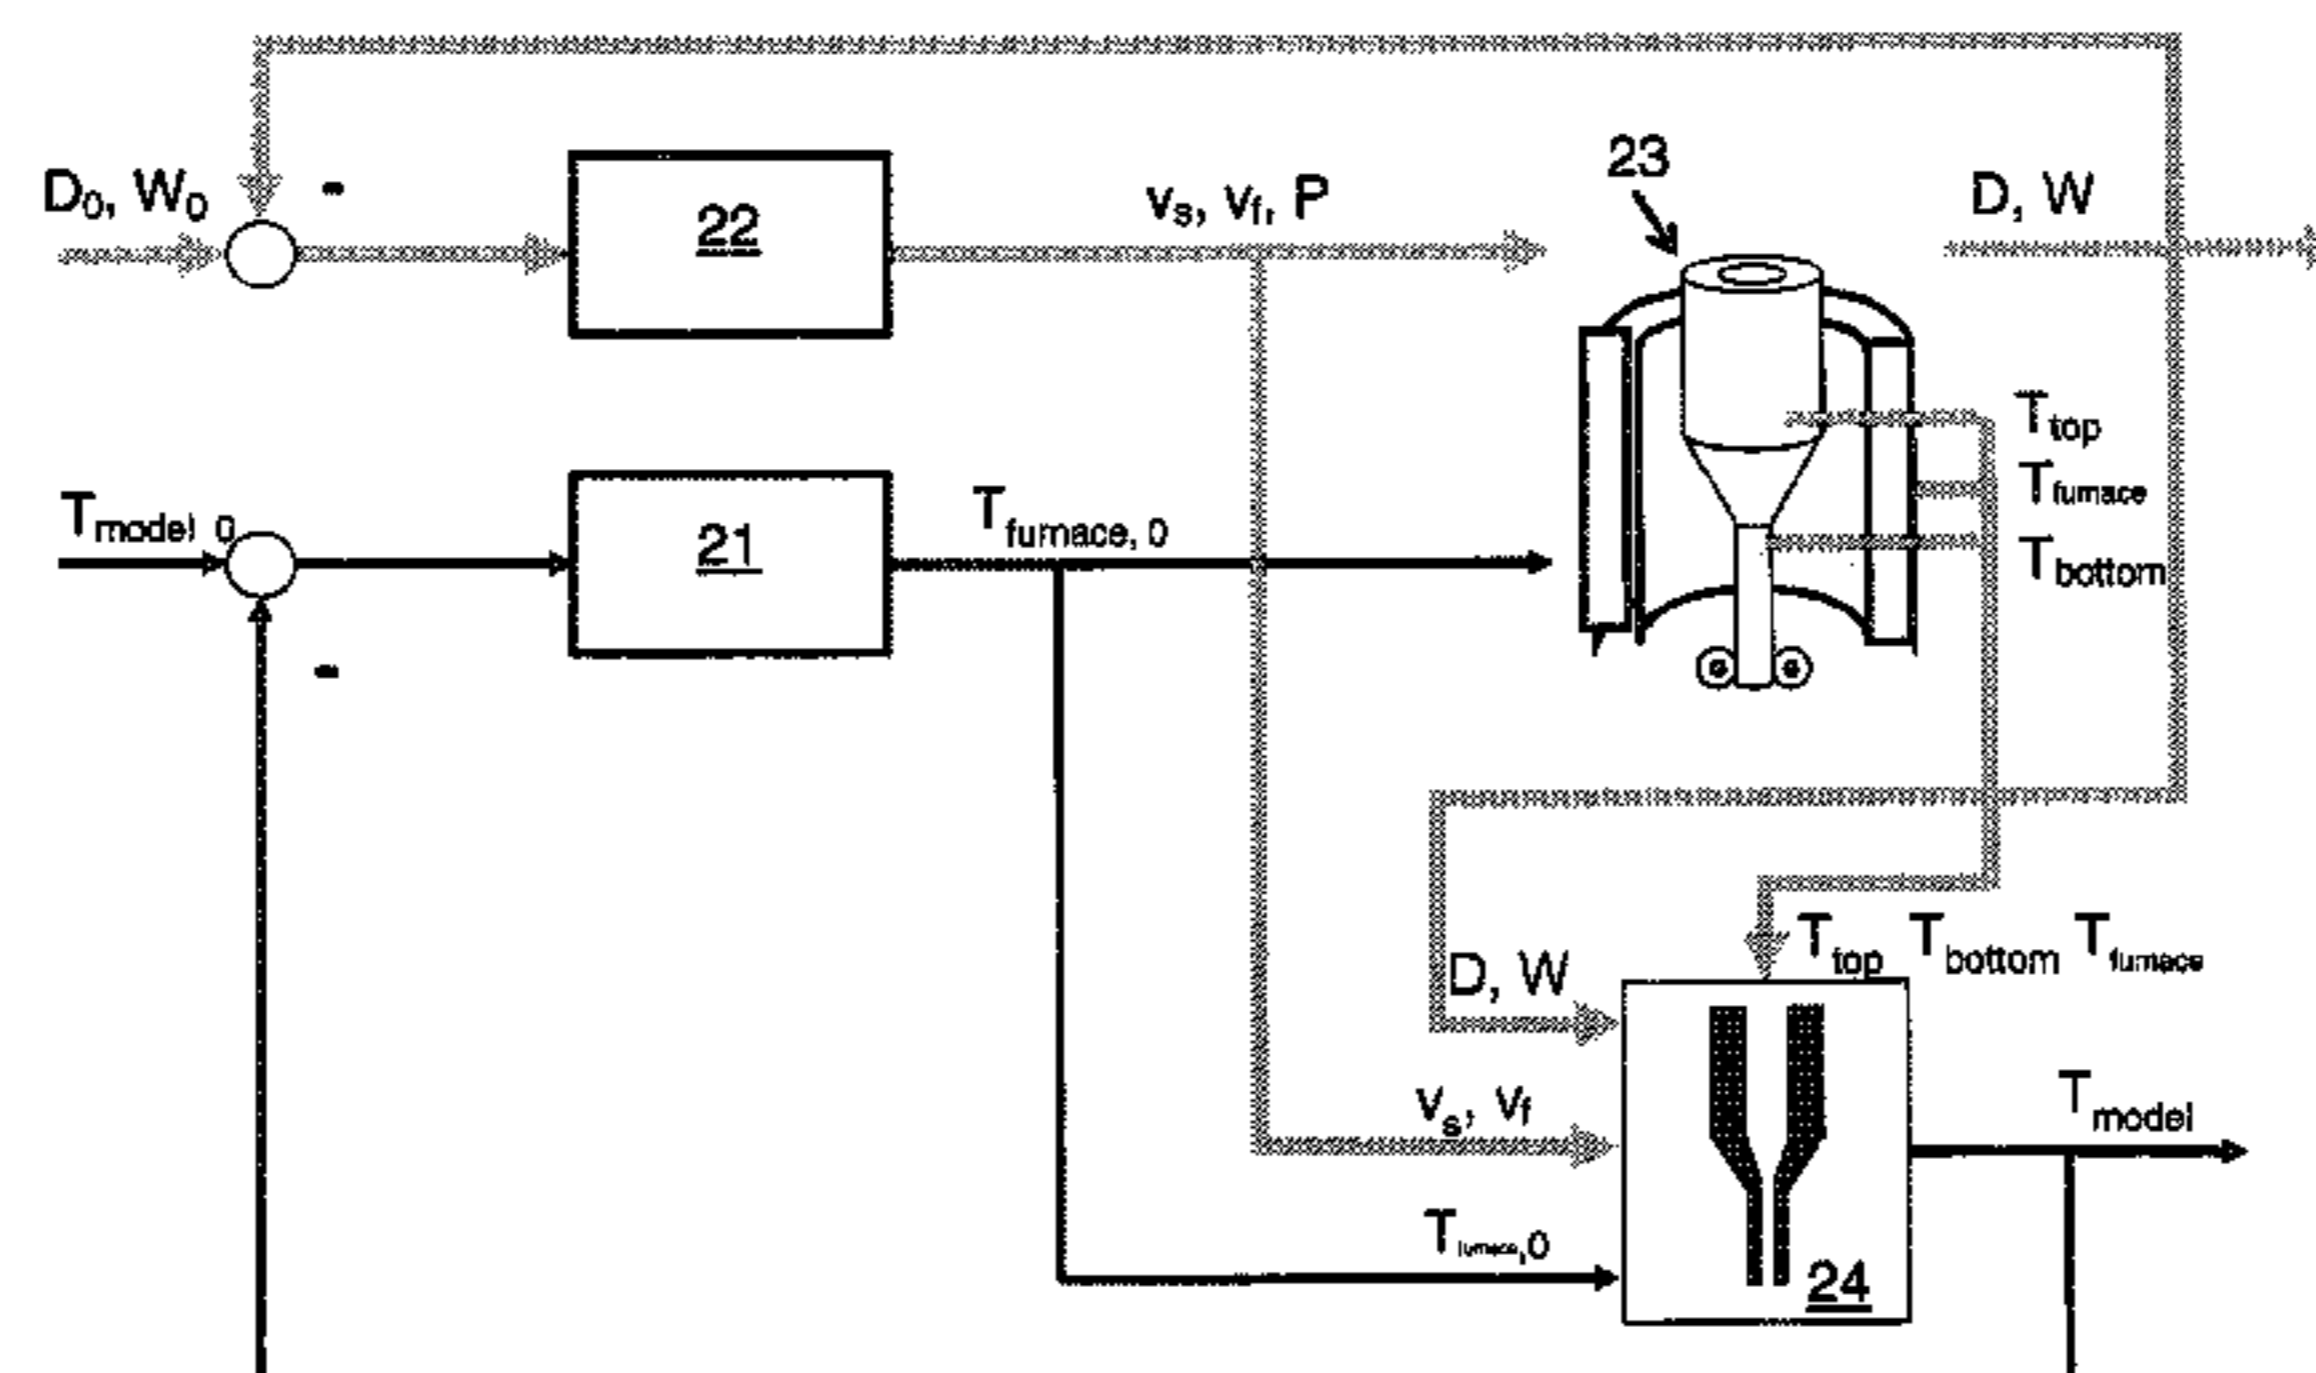 23
D₀, W₀
-
22
vₛ, v_f, P
D, W
T_top
T_model 0
21
T_furnace, 0
T_furnace
T_bottom
-
D, W
T_top T_bottom T_furnace
vₛ, v_f
T_model
T_furnace,0
24